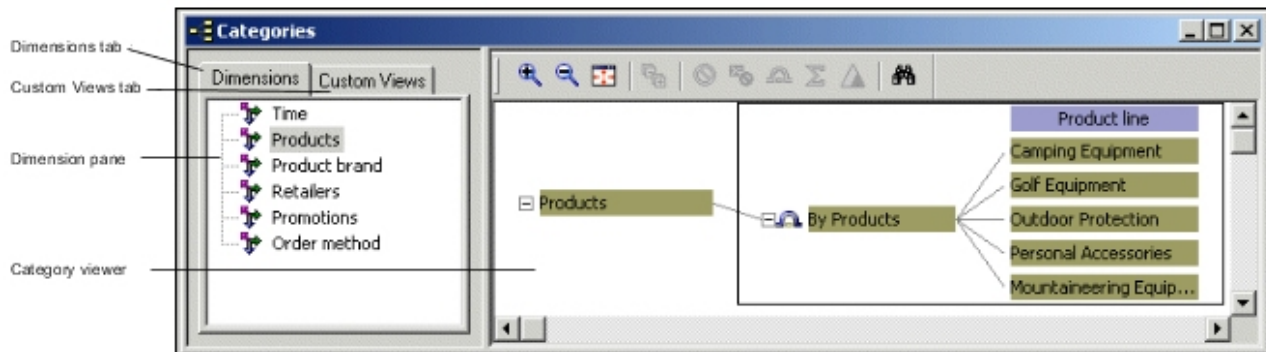 Categories
Dimensions tab
Custom Views tab
Dimension pane
Category viewer
Dimensions
Custom Views
Time
Products
Product brand
Retailers
Promotions
Order method
Products
By Products
Product line
Camping Equipment
Golf Equipment
Outdoor Protection
Personal Accessories
Mountaineering Equip...